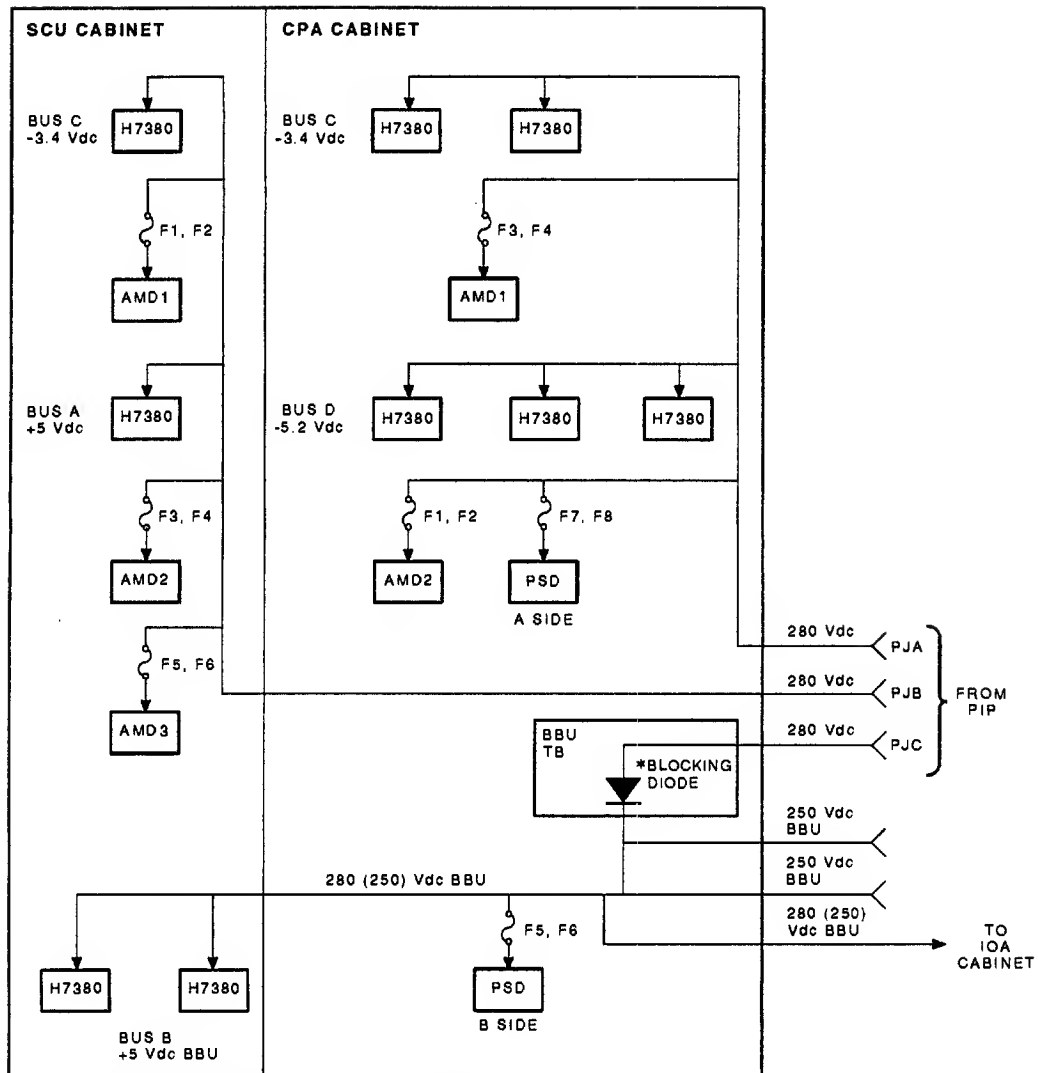 SCU CABINET
CPA CABINET
BUS C
-3.4 Vdc
H7380
BUS C
-3.4 Vdc
H7380
H7380
F1, F2
F3, F4
AMD1
AMD1
BUS A
+5 Vdc
H7380
BUS D
-5.2 Vdc
H7380
H7380
H7380
F3, F4
F1, F2
F7, F8
AMD2
AMD2
PSD
A SIDE
F5, F6
AMD3
280 Vdc
PJA
280 Vdc
PJB
280 Vdc
PJC
FROM
PIP
BBU
TB
*BLOCKING
DIODE
250 Vdc
BBU
250 Vdc
BBU
280 (250) Vdc BBU
280 (250)
Vdc BBU
TO
IOA
CABINET
F5, F6
H7380
H7380
PSD
B SIDE
BUS B
+5 Vdc BBU